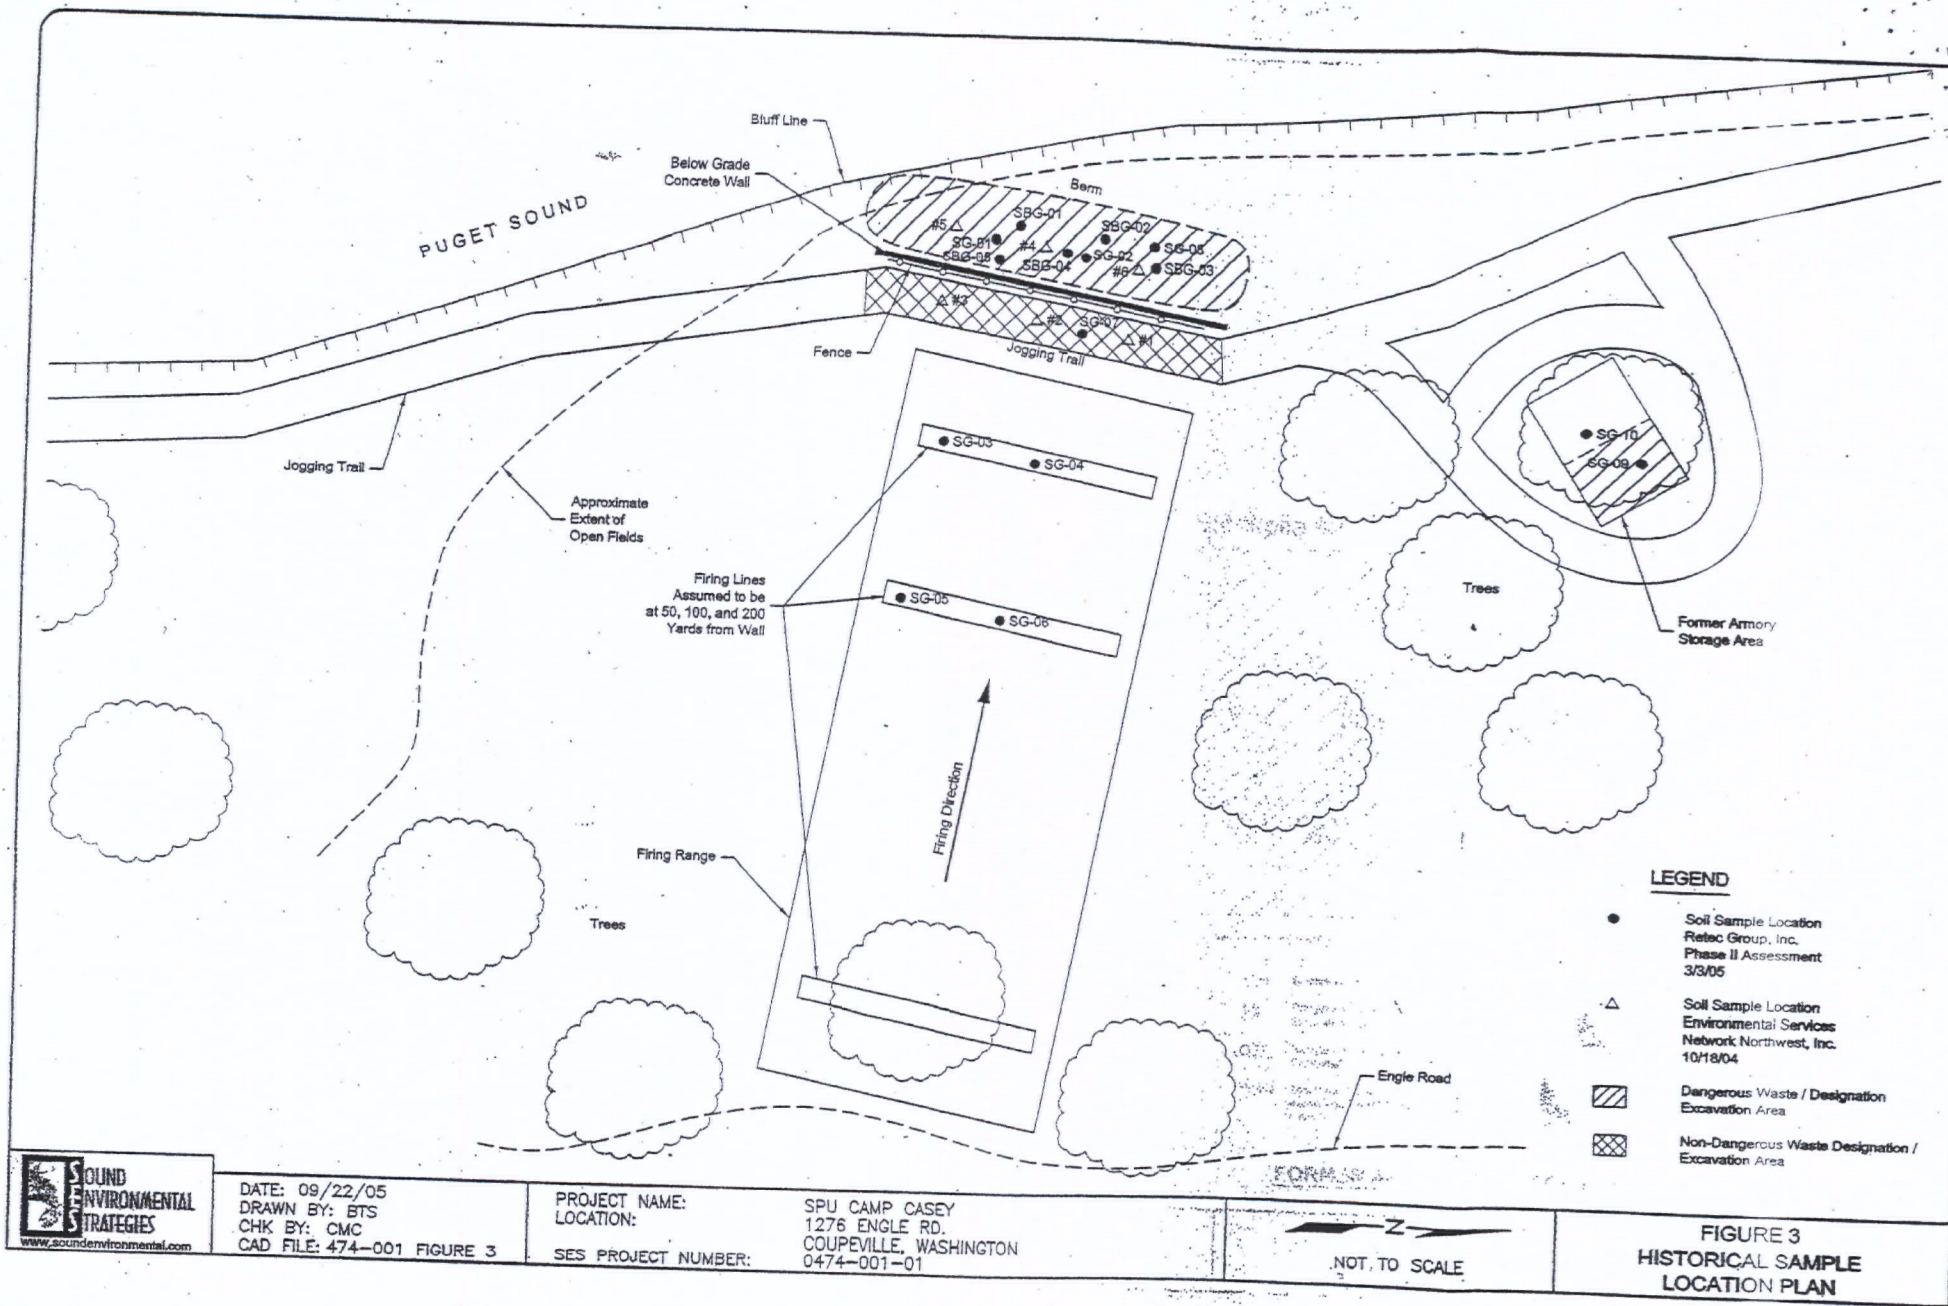 Bluff Line
Below Grade
Concrete Wall
PUGET SOUND
Berm
SBG-01
#5
SBG-02
SG-01
#4
SG-08
SBG-05
SBG-04
SG-02
#6
SBG-03
#3
#2
SG-07
#1
Fence
Jogging Trail
SG-03
SG-04
SG-10
SG-09
Jogging Trail
Approximate
Extent of
Open Fields
Firing Lines
Assumed to be
at 50, 100, and 200
Yards from Wall
SG-05
SG-06
Trees
Former Armory
Storage Area
Firing Direction
Firing Range
Trees
Engle Road
LEGEND
Soil Sample Location
Retec Group, Inc.
Phase II Assessment
3/3/05
Soil Sample Location
Environmental Services
Network Northwest, Inc.
10/18/04
Dangerous Waste / Designation
Excavation Area
Non-Dangerous Waste Designation /
Excavation Area
SOUND
ENVIRONMENTAL
STRATEGIES
www.soundenvironmental.com
DATE: 09/22/05
DRAWN BY: BTS
CHK BY: CMC
CAD FILE: 474-001 FIGURE 3
PROJECT NAME: SPU CAMP CASEY
LOCATION: 1276 ENGLE RD.
COUPEVILLE, WASHINGTON
SES PROJECT NUMBER: 0474-001-01
N
NOT TO SCALE
FIGURE 3
HISTORICAL SAMPLE
LOCATION PLAN